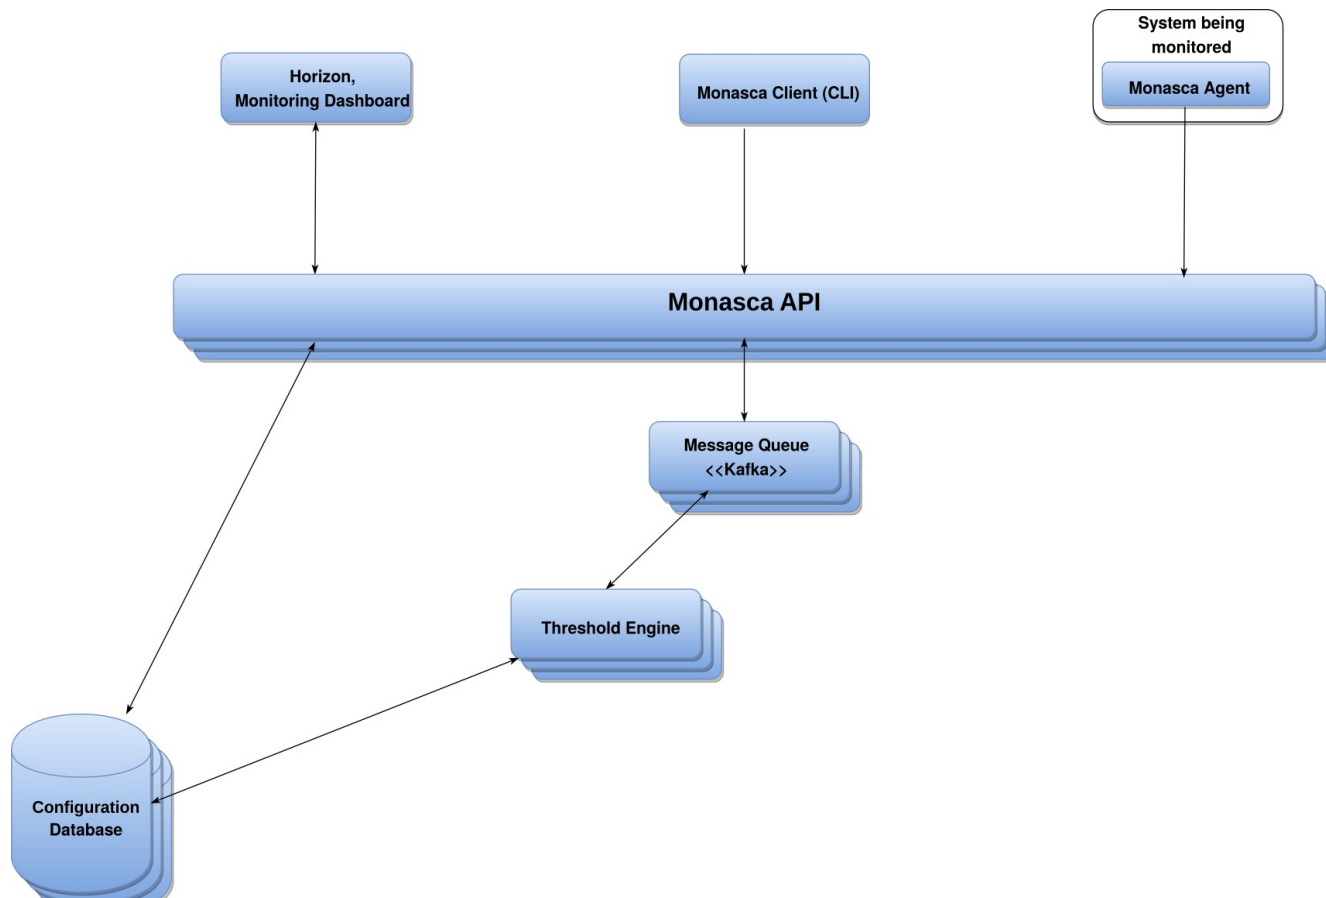 Horizon,
Monitoring Dashboard
Monasca Client (CLI)
System being
monitored
Monasca Agent
Monasca API
Message Queue
<<Kafka>>
Threshold Engine
Configuration
Database